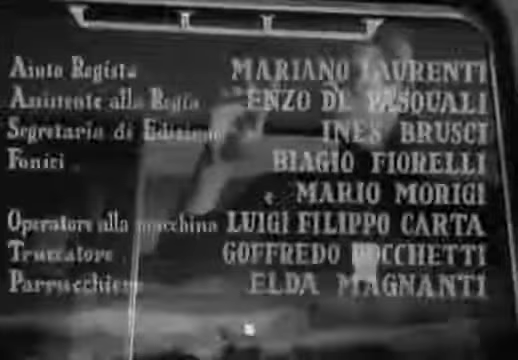 Aiuto Regista MARIANO LAURENTI
Assistente alla Regia ENZO DE PASQUALI
Segretaria di Edizione INES BRUSCI
Fonici BIAGIO FIORELLI
e MARIO MORIGI
Operatore alla macchina LUIGI FILIPPO CARTA
Truccatore GOFFREDO ROCCHETTI
Parrucchiere ELDA MAGNANTI